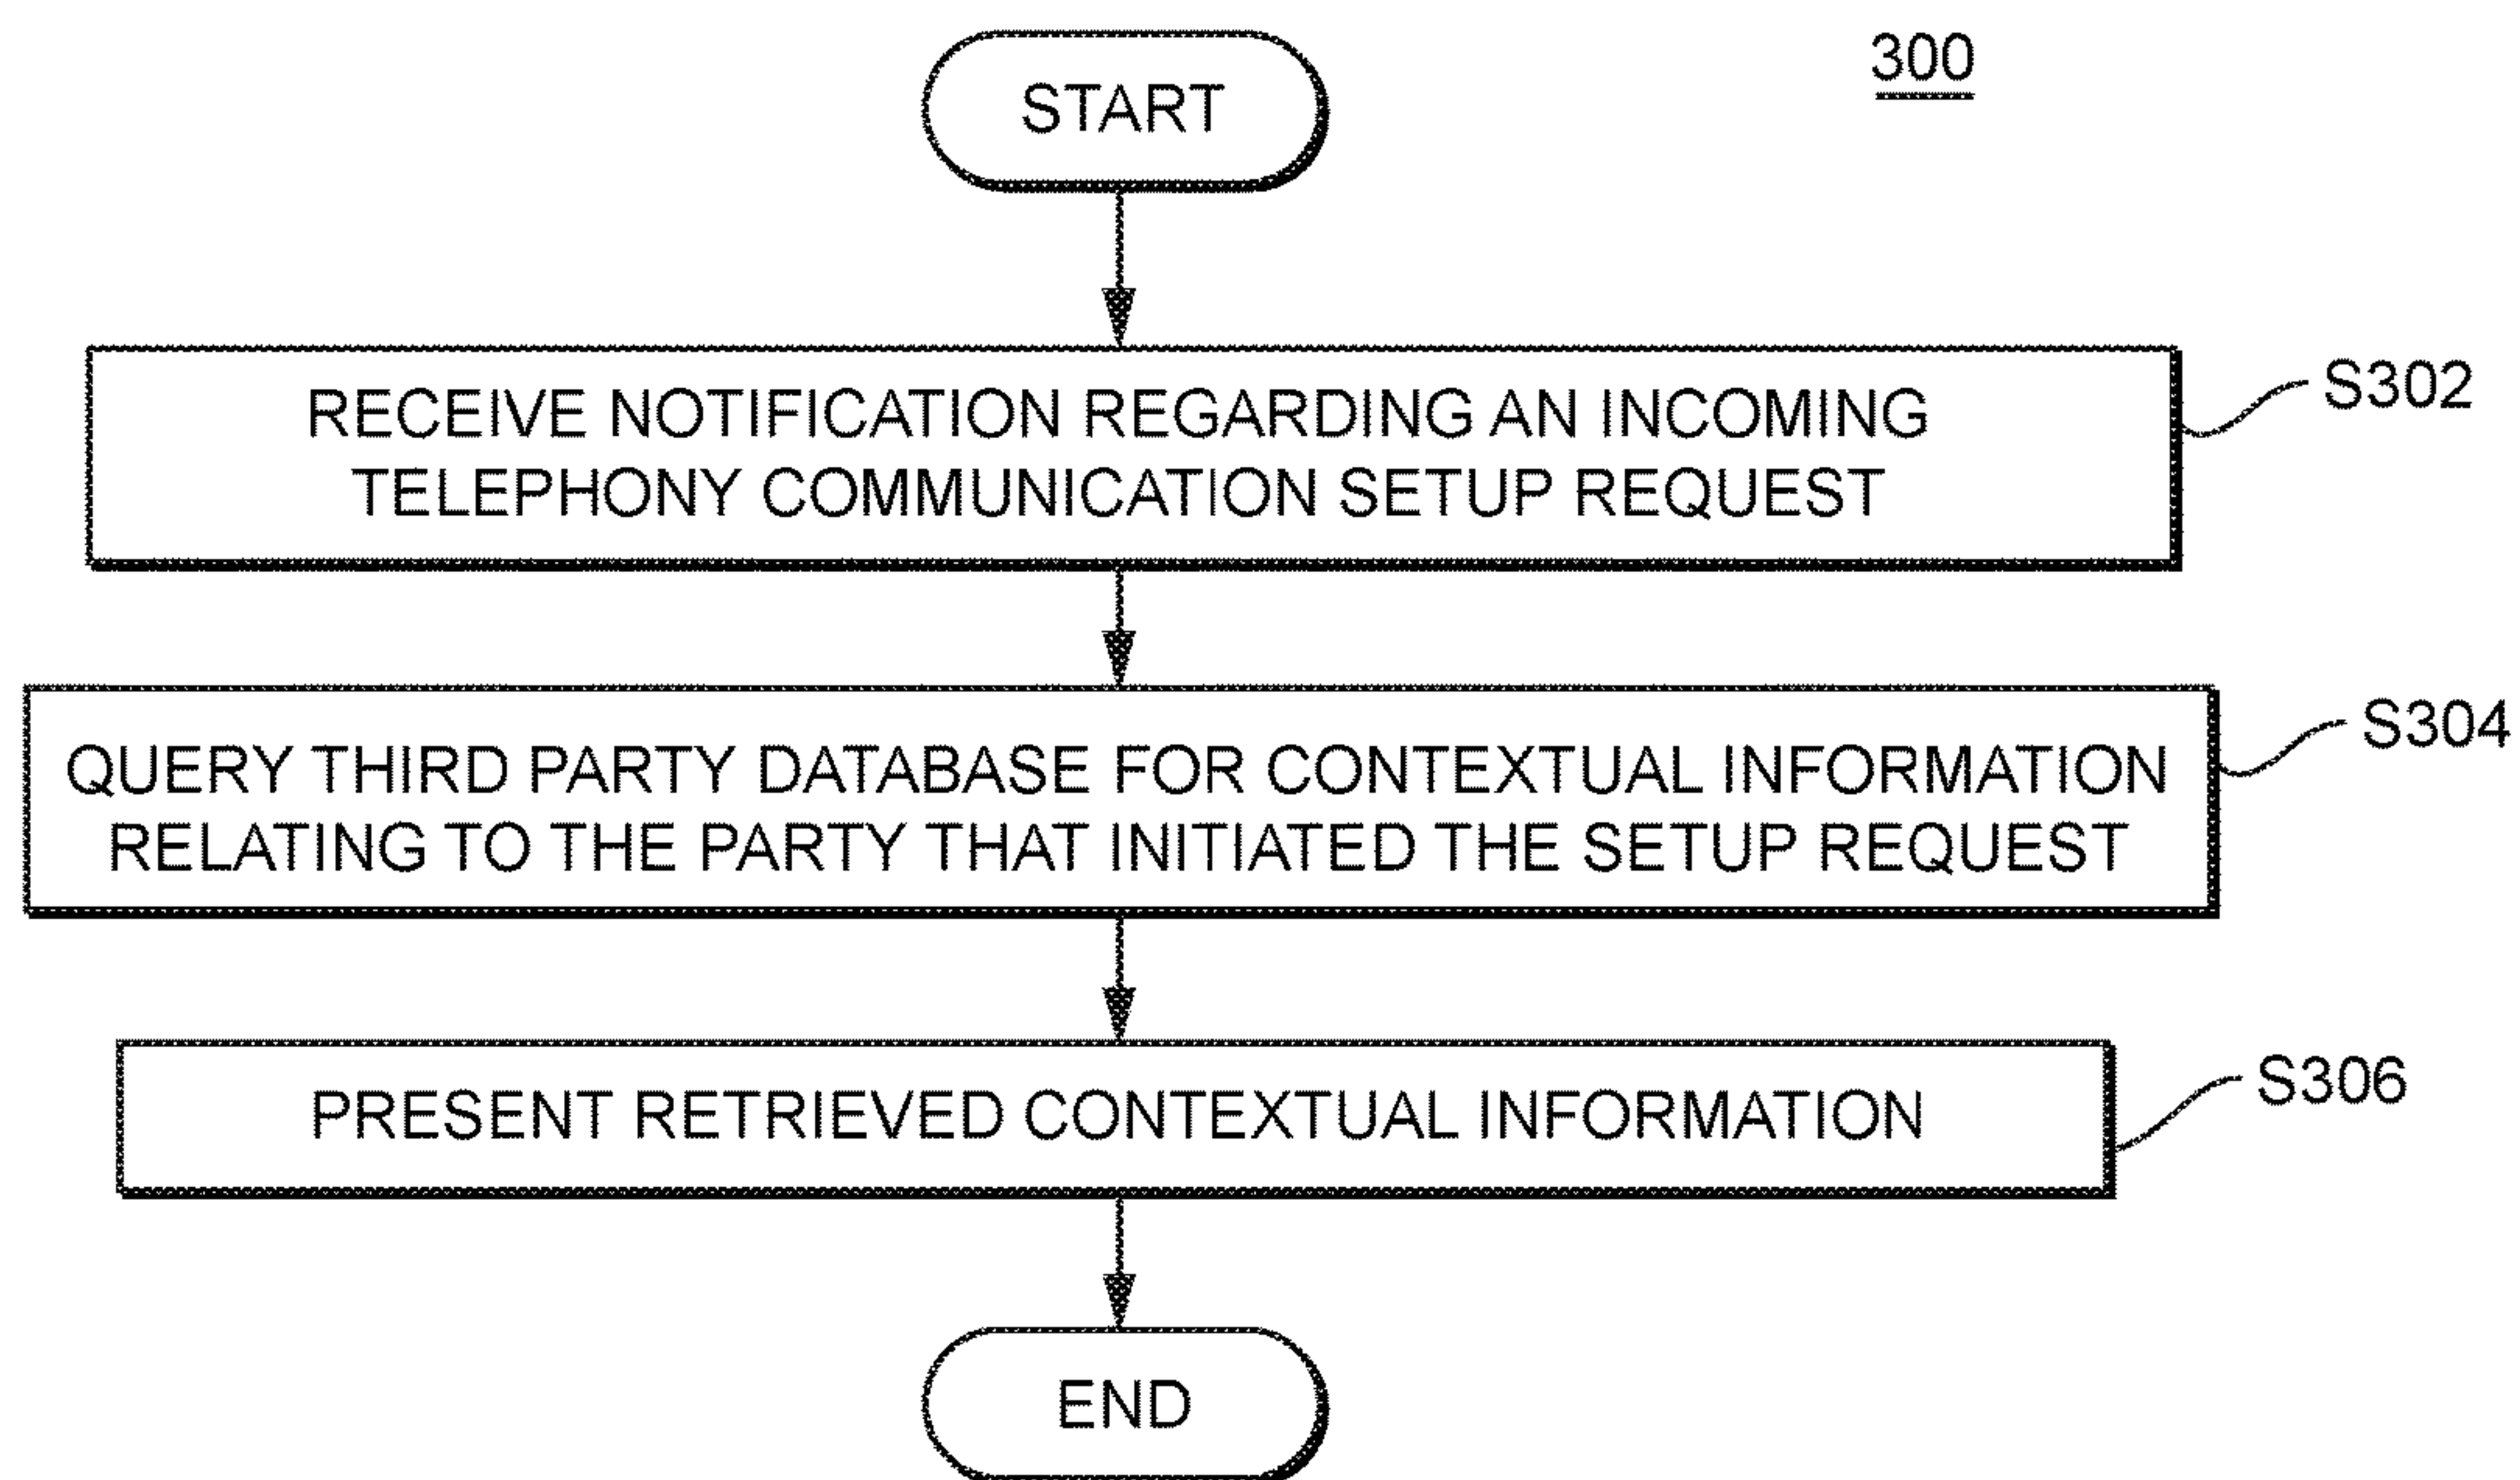 300
START
RECEIVE NOTIFICATION REGARDING AN INCOMING
TELEPHONY COMMUNICATION SETUP REQUEST
S302
QUERY THIRD PARTY DATABASE FOR CONTEXTUAL INFORMATION
RELATING TO THE PARTY THAT INITIATED THE SETUP REQUEST
S304
PRESENT RETRIEVED CONTEXTUAL INFORMATION
S306
END